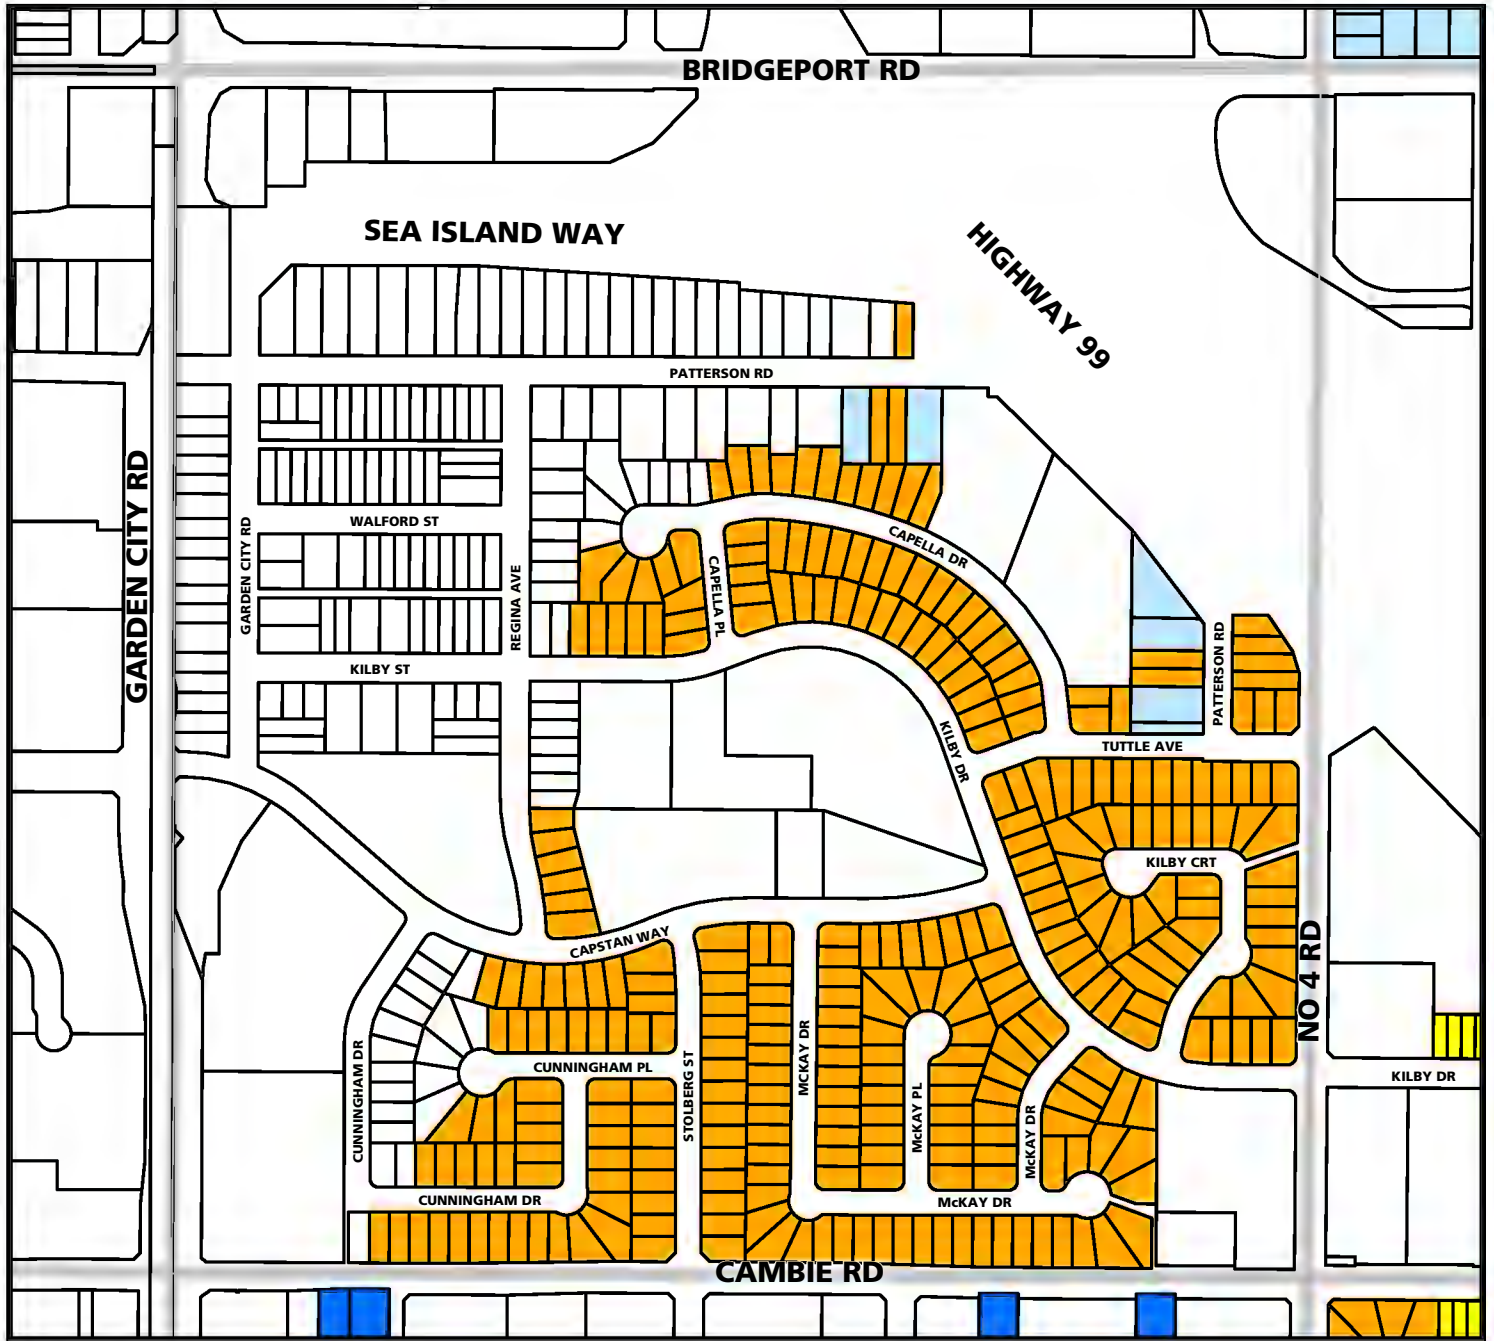 BRIDGEPORT RD
SEA ISLAND WAY
HIGHWAY 99
PATTERSON RD
GARDEN CITY RD
WALFORD ST
GARDEN CITY RD
REGINA AVE
CAPELLA DR
CAPELLA PL
KILBY ST
PATTERSON RD
KILBY DR
TUTTLE AVE
KILBY CRT
CAPSTAN WAY
NO 4 RD
CUNNINGHAM DR
CUNNINGHAM PL
STOLBERG ST
MCKAY DR
McKAY PL
McKAY DR
KILBY DR
CUNNINGHAM DR
McKAY DR
CAMBIE RD